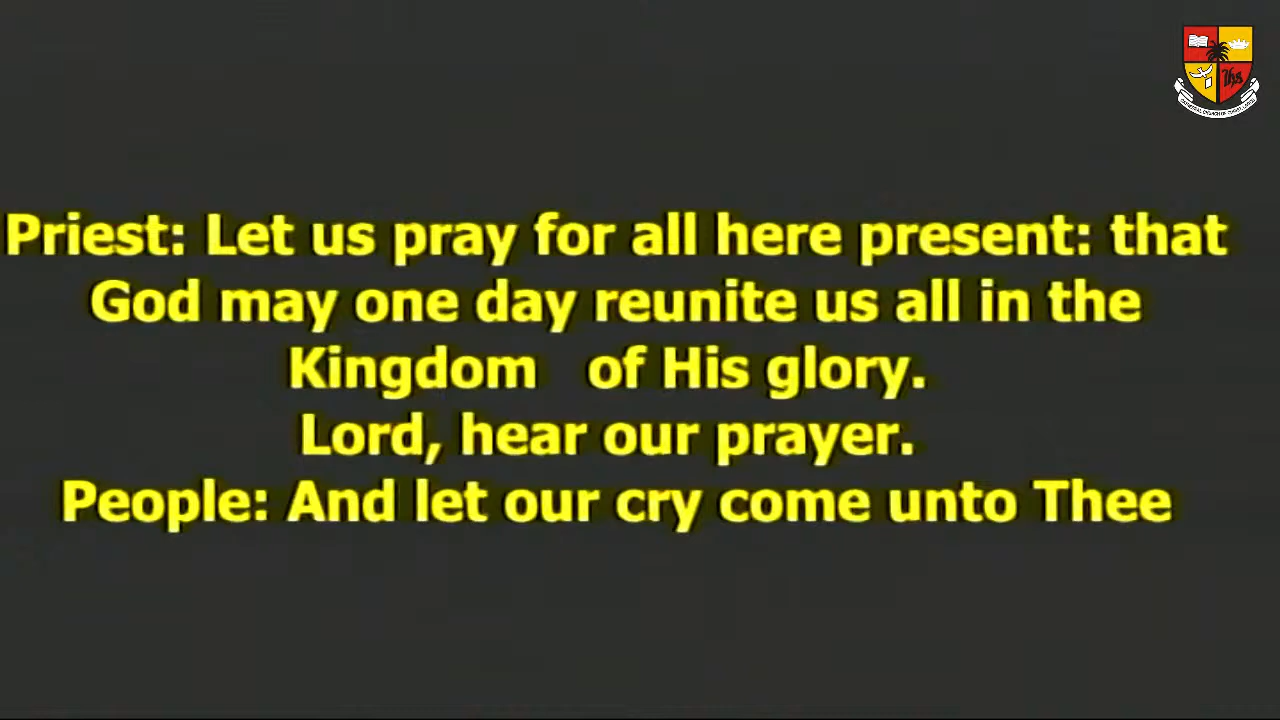 Priest: Let us pray for all here present: that
God may one day reunite us all in the
Kingdom of His glory.
Lord, hear our prayer.
People: And let our cry come unto Thee
Ihs